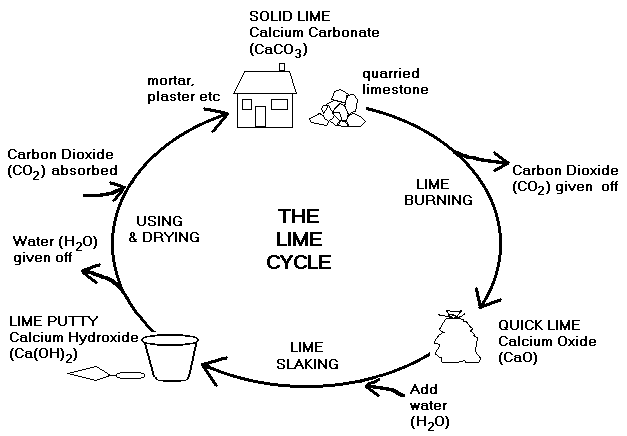 SOLID LIME
Calcium Carbonate
(CaCO₃)
mortar,
plaster etc
quarried
limestone
Carbon Dioxide
(CO₂) given off
LIME
BURNING
QUICK LIME
Calcium Oxide
(CaO)
Add
water
(H₂O)
LIME
SLAKING
LIME PUTTY
Calcium Hydroxide
(Ca(OH)₂)
Water (H₂O)
given off
USING
& DRYING
Carbon Dioxide
(CO₂) absorbed
THE
LIME
CYCLE